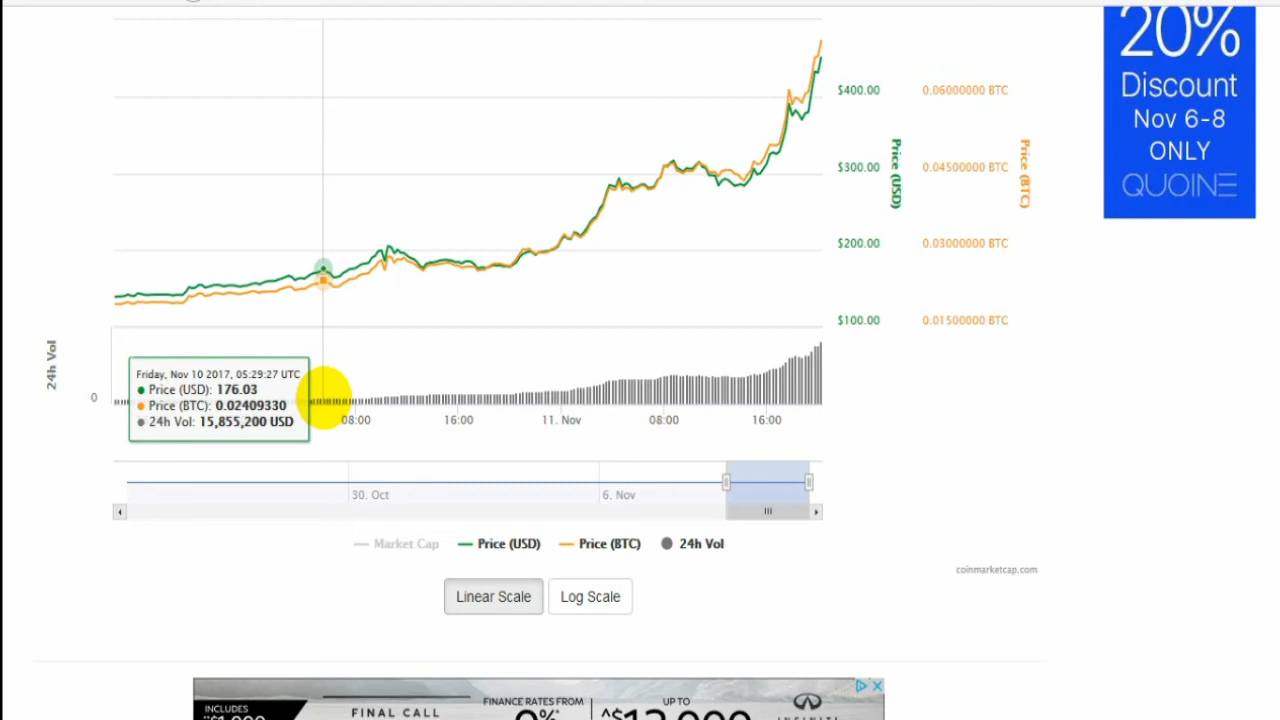 20%
Discount
Nov 6-8
ONLY
QUOINE
$400.00
0.06000000 BTC
$300.00
0.04500000 BTC
Price (USD)
Price (BTC)
$200.00
0.03000000 BTC
$100.00
0.01500000 BTC
24h Vol
0
Friday, Nov 10 2017, 05:29:27 UTC
Price (USD): 176.03
Price (BTC): 0.02409330
24h Vol: 15,855,200 USD
08:00
16:00
11. Nov
08:00
16:00
30. Oct
6. Nov
Market Cap
Price (USD)
Price (BTC)
24h Vol
coinmarketcap.com
Linear Scale
Log Scale
INCLUDES
FINAL CALL
FINANCE RATES FROM
0%
UP TO
INFINITI